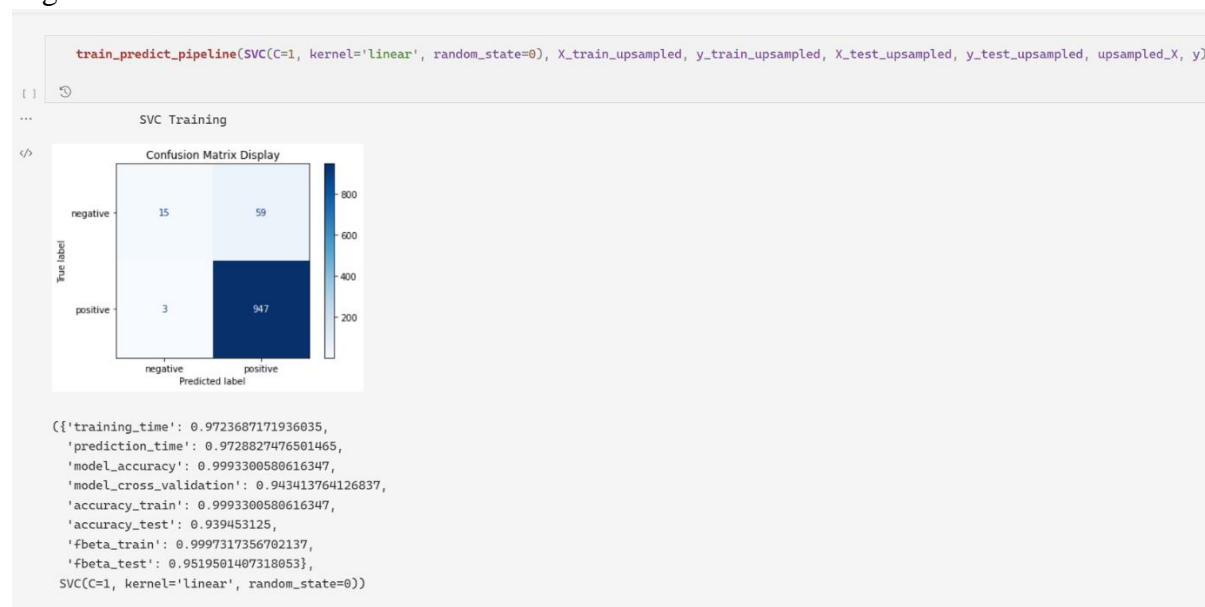 train_predict_pipeline(SVC(C=1, kernel='linear', random_state=0), X_train_upsampled, y_train_upsampled, X_test_upsampled, y_test_upsampled, upsampled_X, y)
[ ]
...
SVC Training
</>
Confusion Matrix Display
negative
15
59
positive
3
947
True label
negative
positive
Predicted label
800
600
400
200
({'training_time': 0.9723687171936035,
'prediction_time': 0.9728827476501465,
'model_accuracy': 0.9993300580616347,
'model_cross_validation': 0.943413764126837,
'accuracy_train': 0.9993300580616347,
'accuracy_test': 0.939453125,
'fbeta_train': 0.9997317356702137,
'fbeta_test': 0.9519501407318053},
SVC(C=1, kernel='linear', random_state=0))